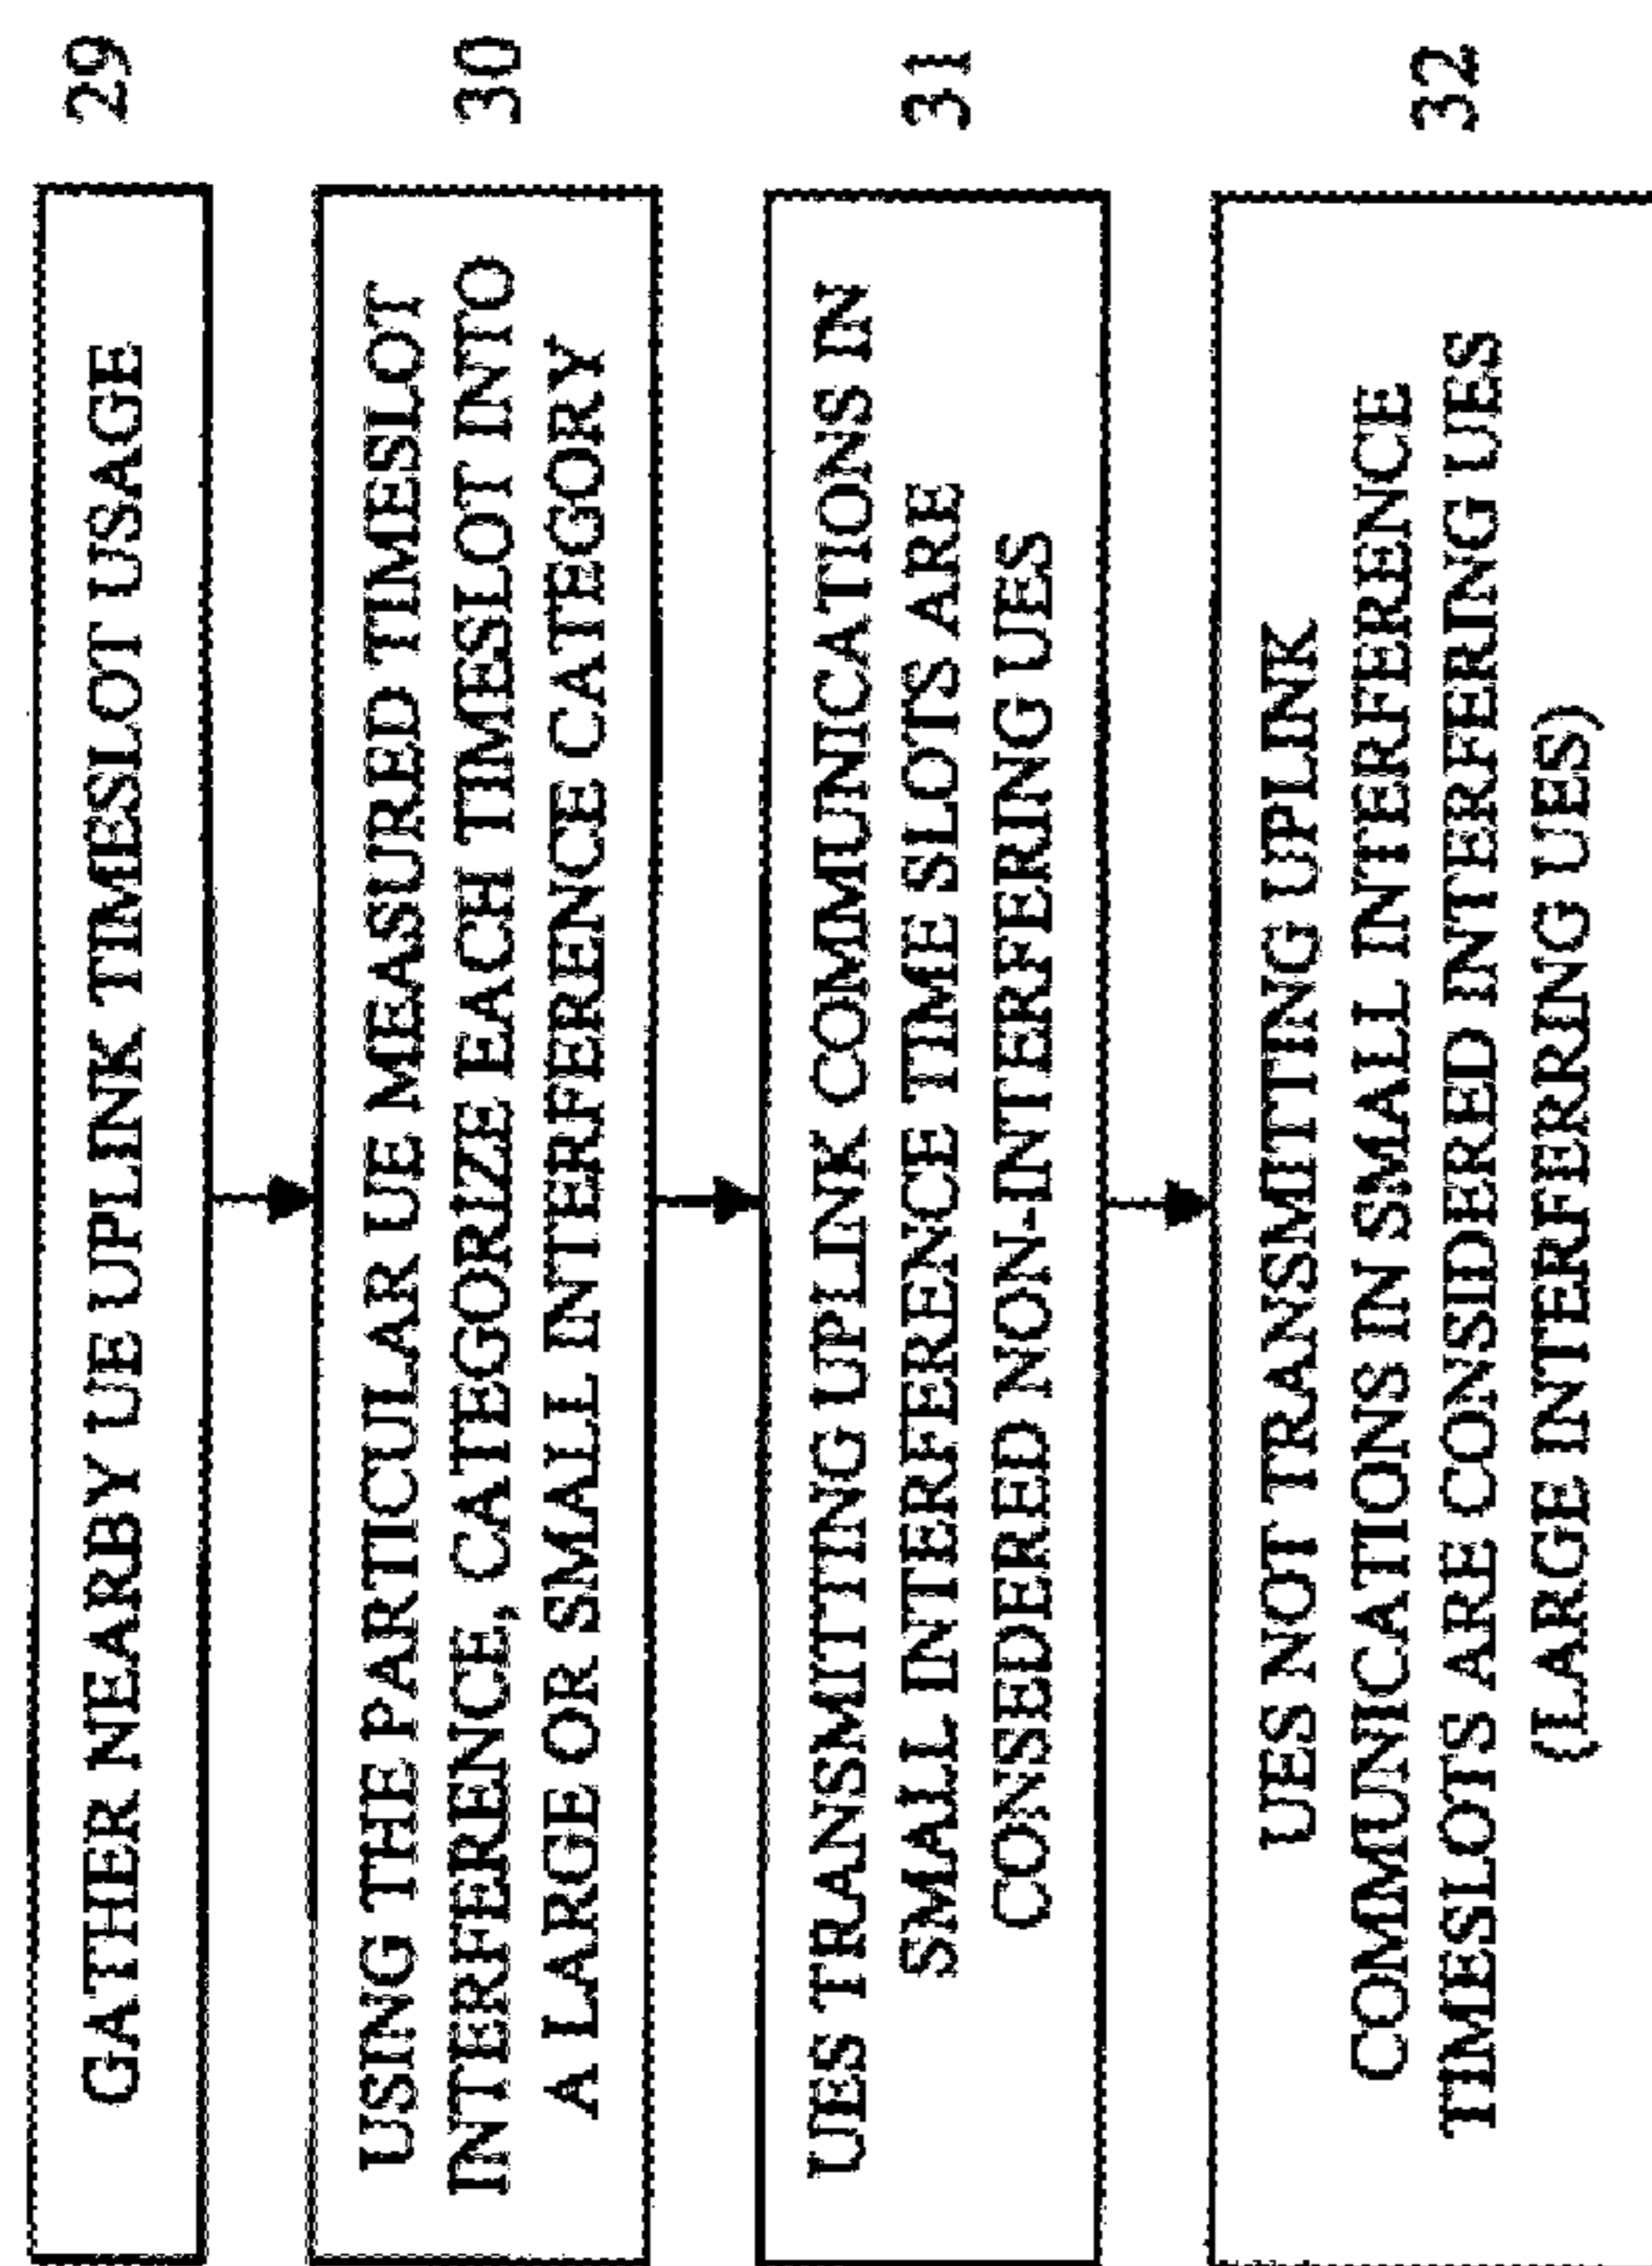 GATHER NEARBY UE UPLINK TIMESLOT USAGE
29
USING THE PARTICULAR UE MEASURED TIMESLOT
INTERFERENCE, CATEGORIZE EACH TIMESLOT INTO
A LARGE OR SMALL INTERFERENCE CATEGORY
30
UES TRANSMITTING UPLINK COMMUNICATIONS IN
SMALL INTERFERENCE TIME SLOTS ARE
CONSEDERED NON-INTERFERING UES
31
UES NOT TRANSMITTING UPLINK
COMMUNICATIONS IN SMALL INTERFERENCE
TIMESLOTS ARE CONSIDERED INTERFERING UES
(LARGE INTERFERRING UES)
32